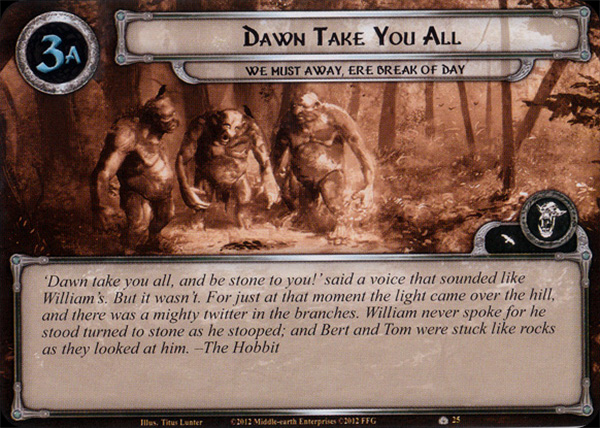 3A
Dawn Take You All
We Must Away, Ere Break of Day
'Dawn take you all, and be stone to you!' said a voice that sounded like
William's. But it wasn't. For just at that moment the light came over the hill,
and there was a mighty twitter in the branches. William never spoke for he
stood turned to stone as he stooped; and Bert and Tom were stuck like rocks
as they looked at him. –The Hobbit
Illus. Titus Lunter ©2012 Middle-earth Enterprises ©2012 FFG 25